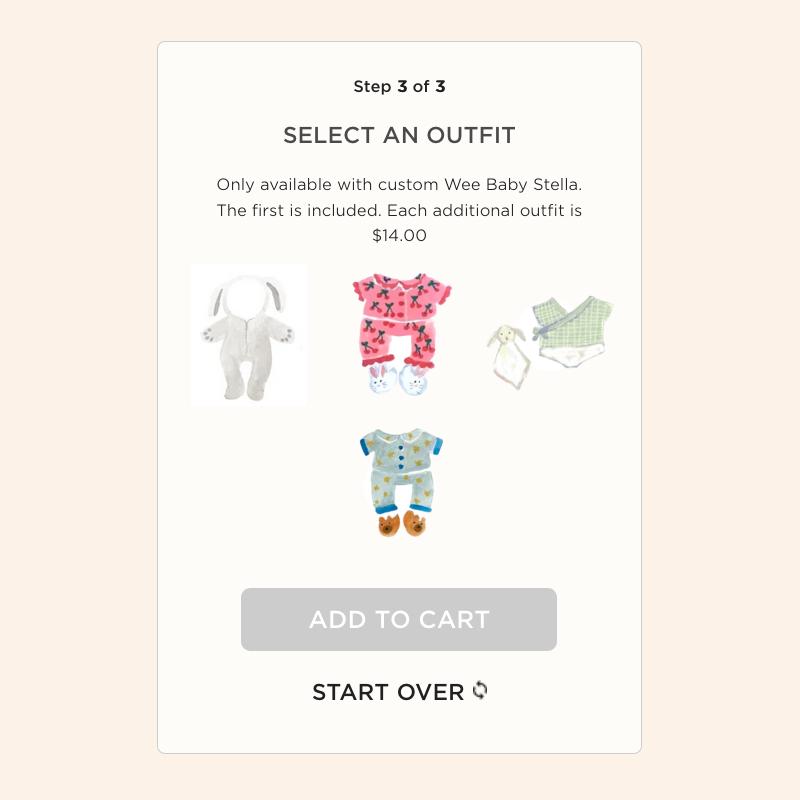 Step 3 of 3
SELECT AN OUTFIT
Only available with custom Wee Baby Stella.
The first is included. Each additional outfit is
$14.00
ADD TO CART
START OVER